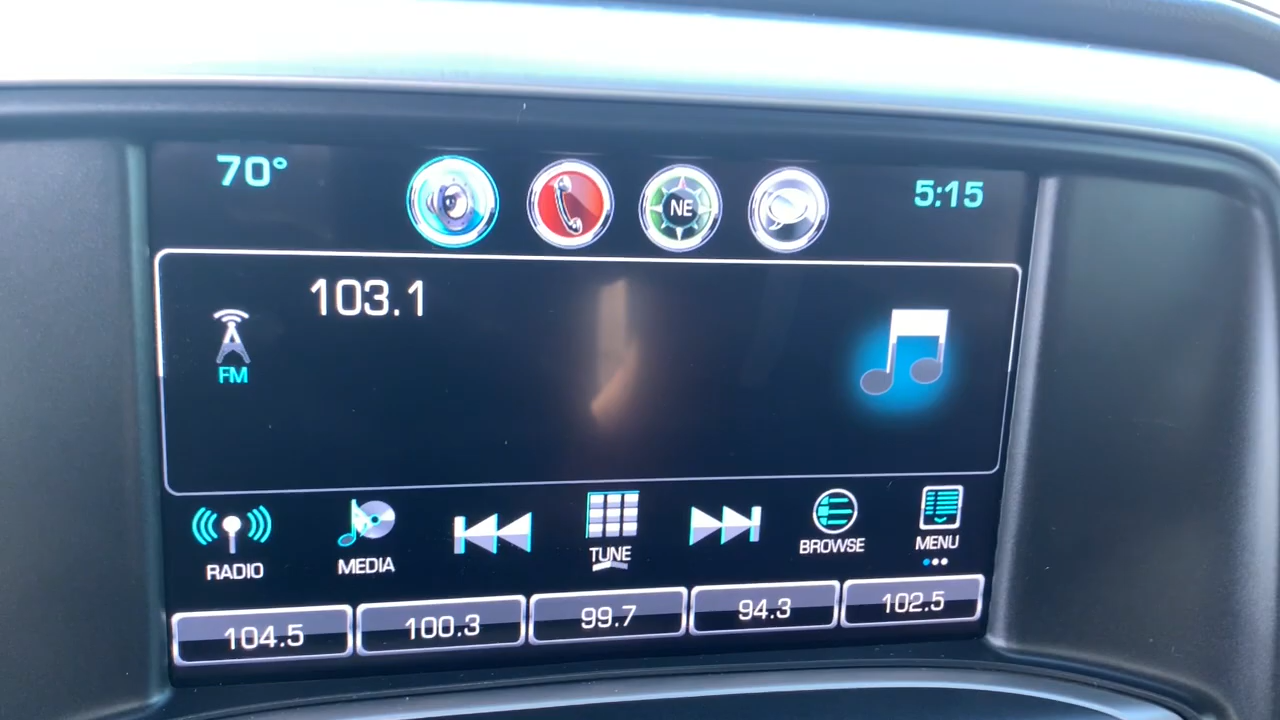 70°
NE
5:15
103.1
FM
RADIO
MEDIA
TUNE
BROWSE
MENU
104.5
100.3
99.7
94.3
102.5